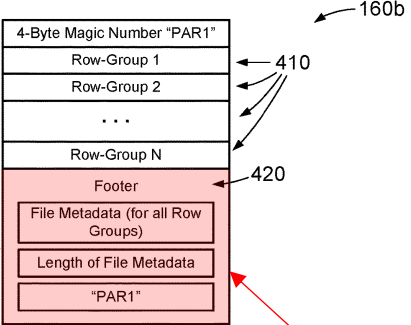 160b
4-Byte Magic Number “PAR1”
Row-Group 1
410
Row-Group 2
. . .
Row-Group N
420
Footer
File Metadata (for all Row
Groups)
Length of File Metadata
“PAR1”